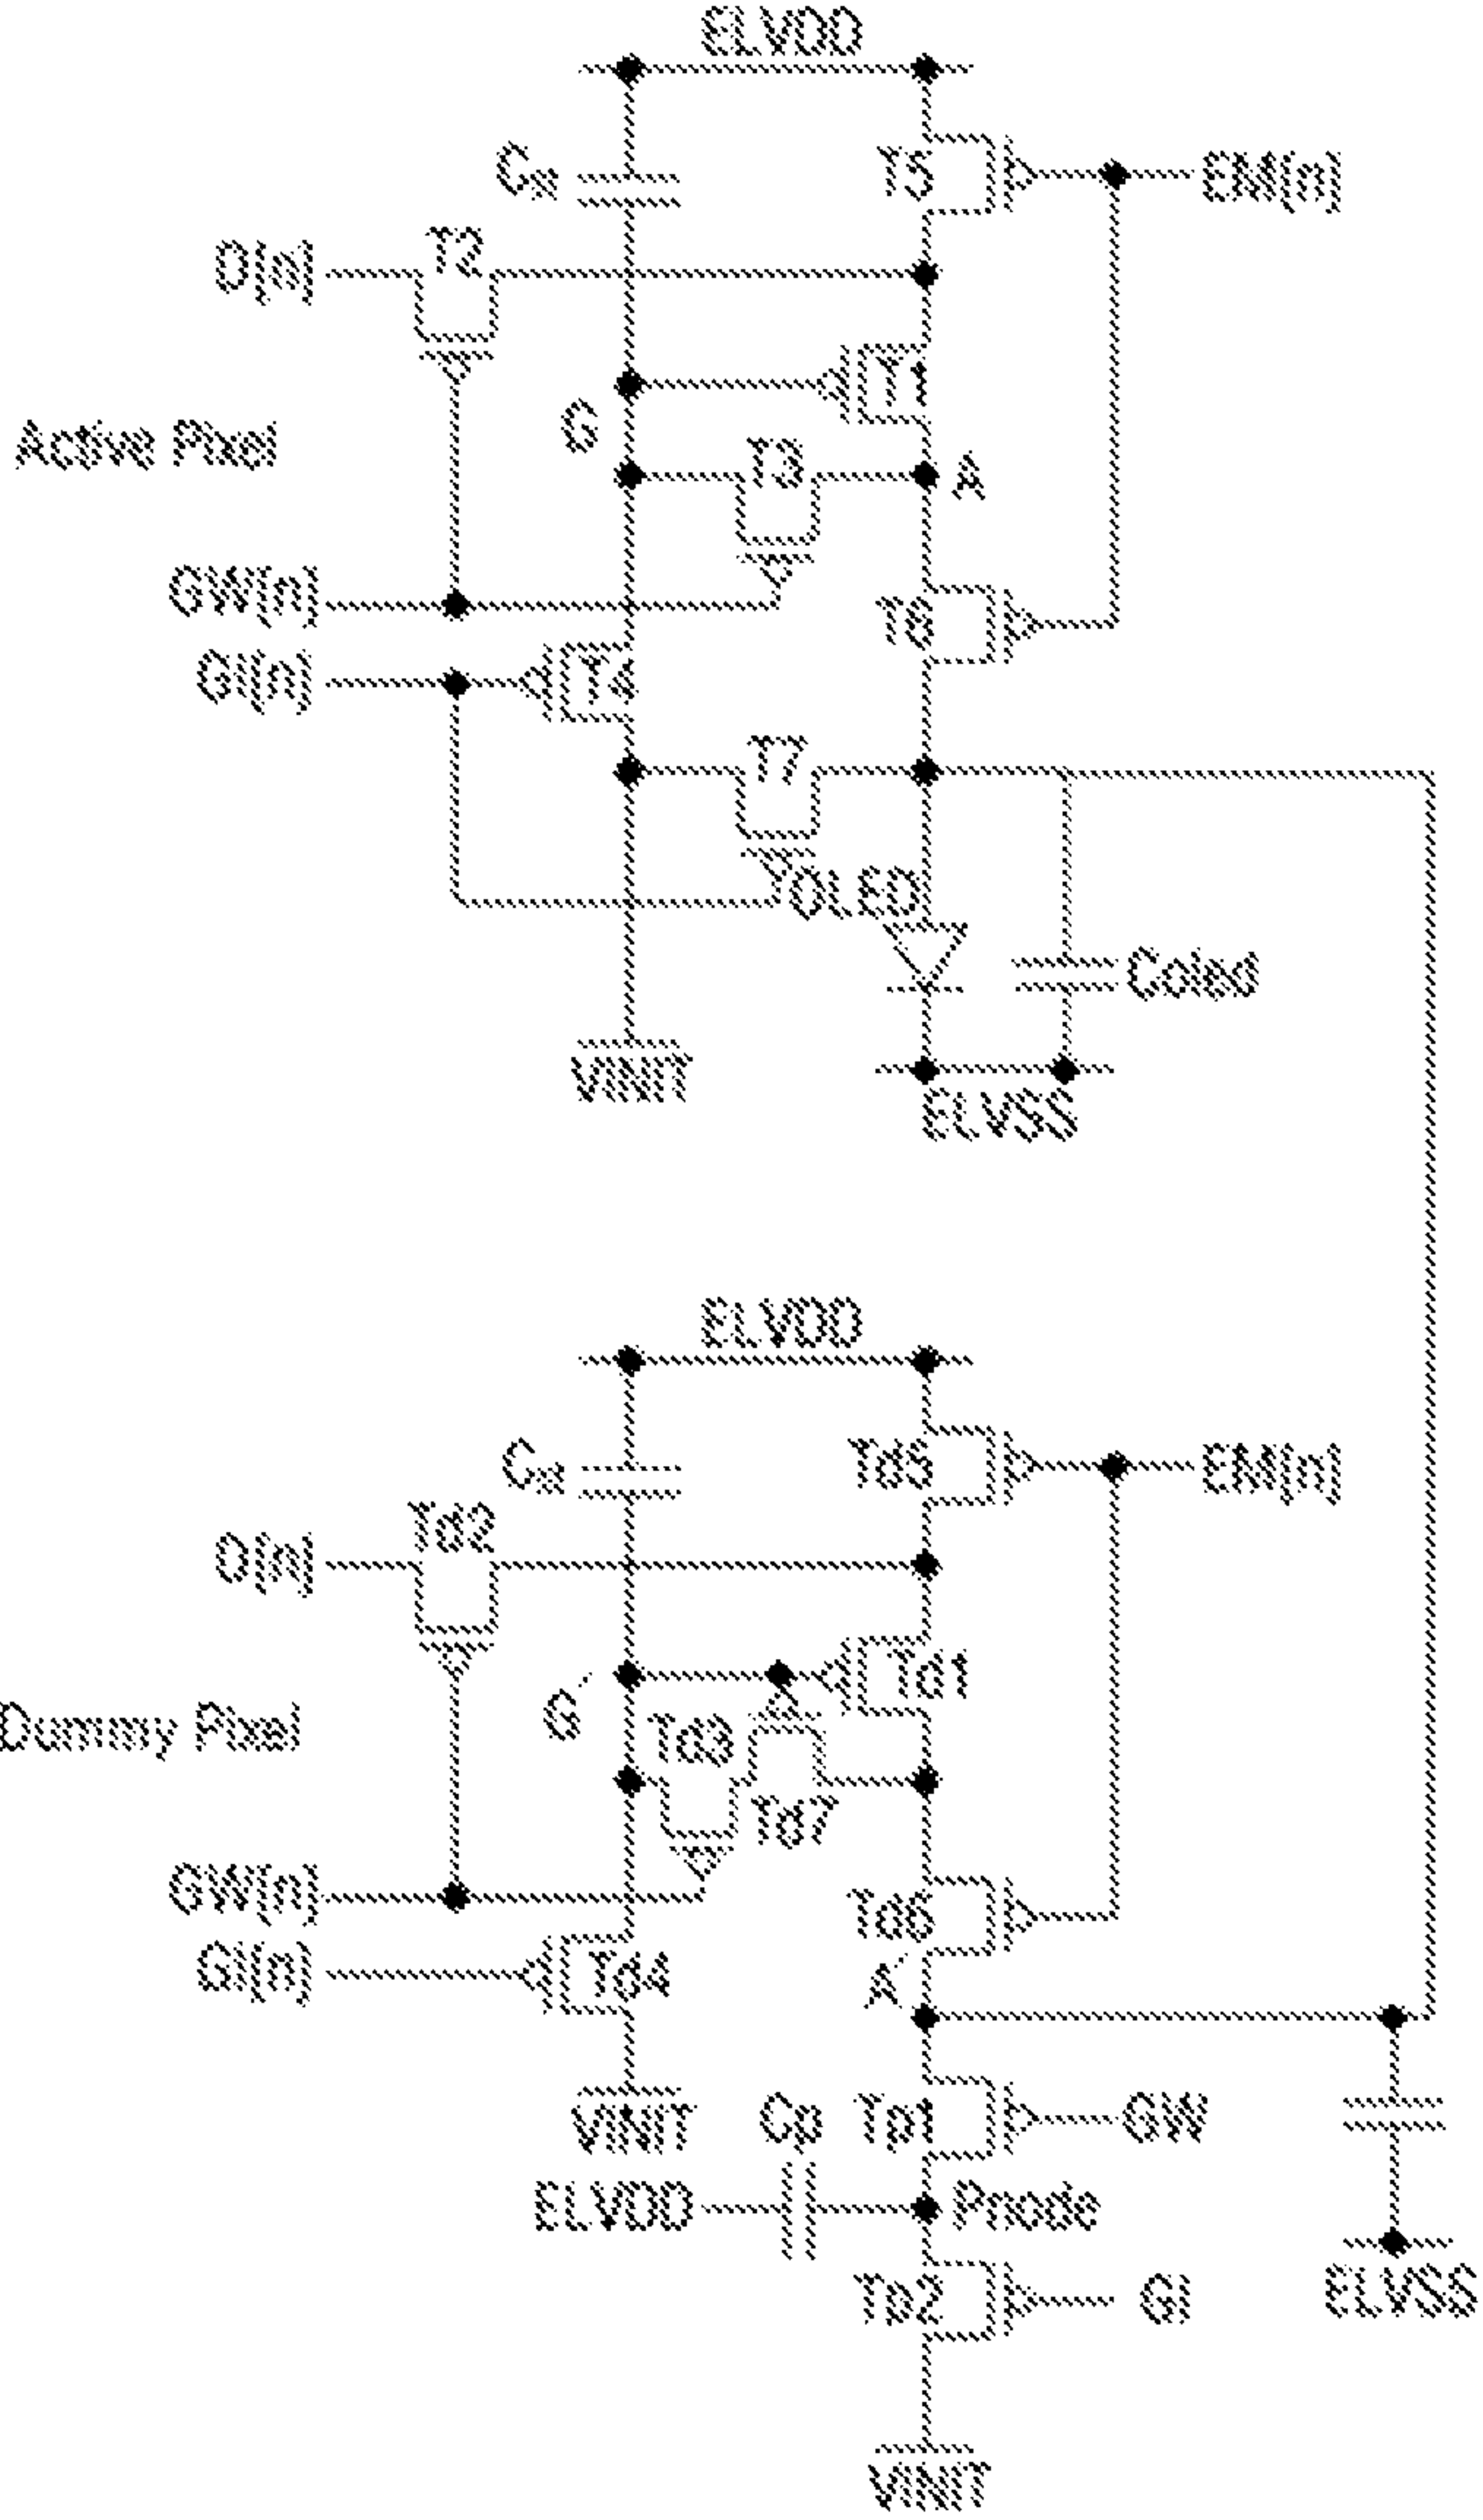 ELVDD
Cst
T5
EM[n]
T2
D[n]
T1
G
Active Pixel
T3
A
GW[n]
T6
GI[n]
T4
T7
OLED
Coled
VINIT
ELVSS
ELVDD
Td5
EM[n]
Td2
D[n]
Td1
G'
Td3
Dummy Pixel
Td7
GW[n]
Td6
GI[n]
Td4
A'
VINIT
Cp
Tp1
GW
ELVDD
Pnode
Tp2
GI
ELVSS
VINIT